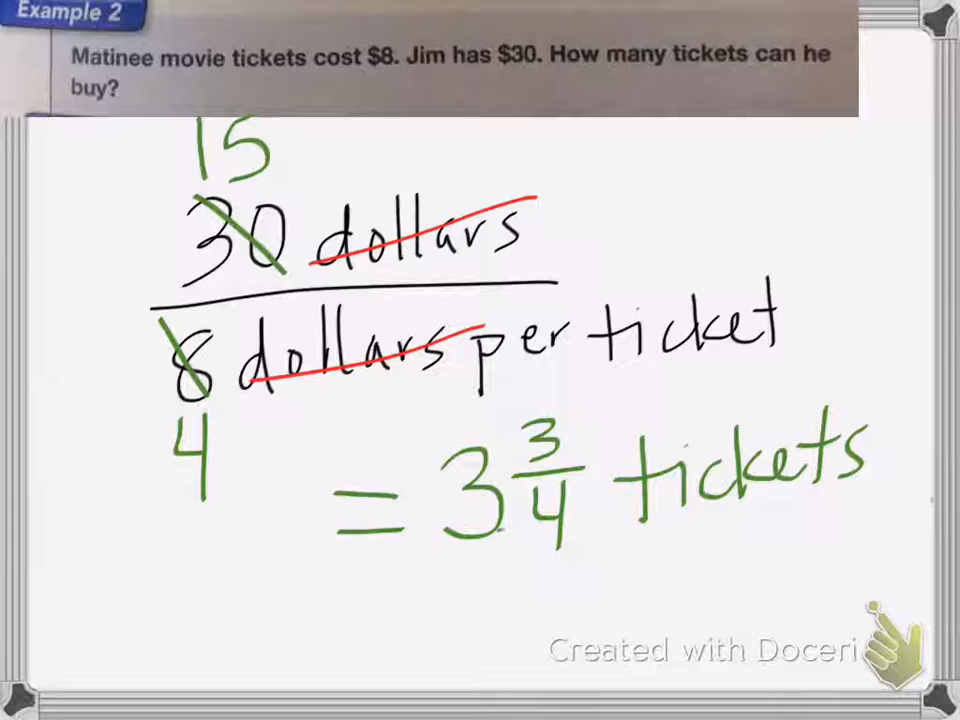 Example 2
Matinee movie tickets cost $8. Jim has $30. How many tickets can he
buy?
15
30 dollars
8 dollars per ticket
4
= 3 3/4 tickets
Created with Doceri